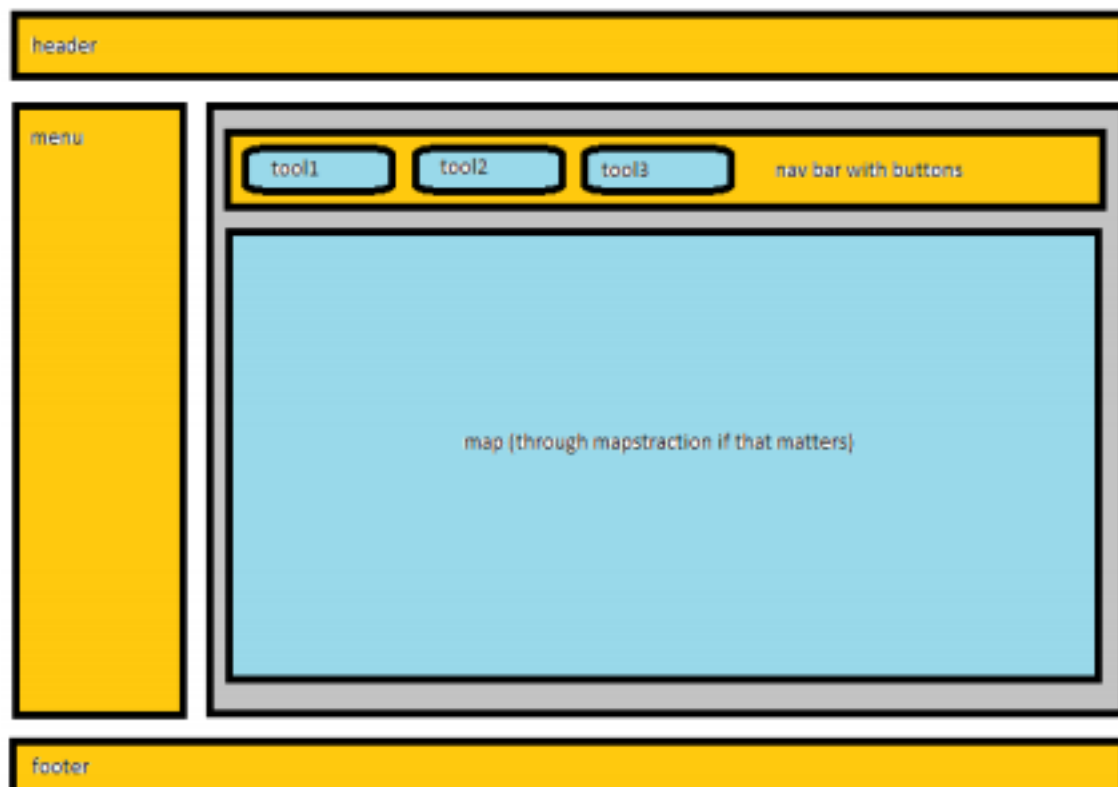 header
menu
tool1 tool2 tool3 nav bar with buttons
map (through mapstraction if that matters)
footer